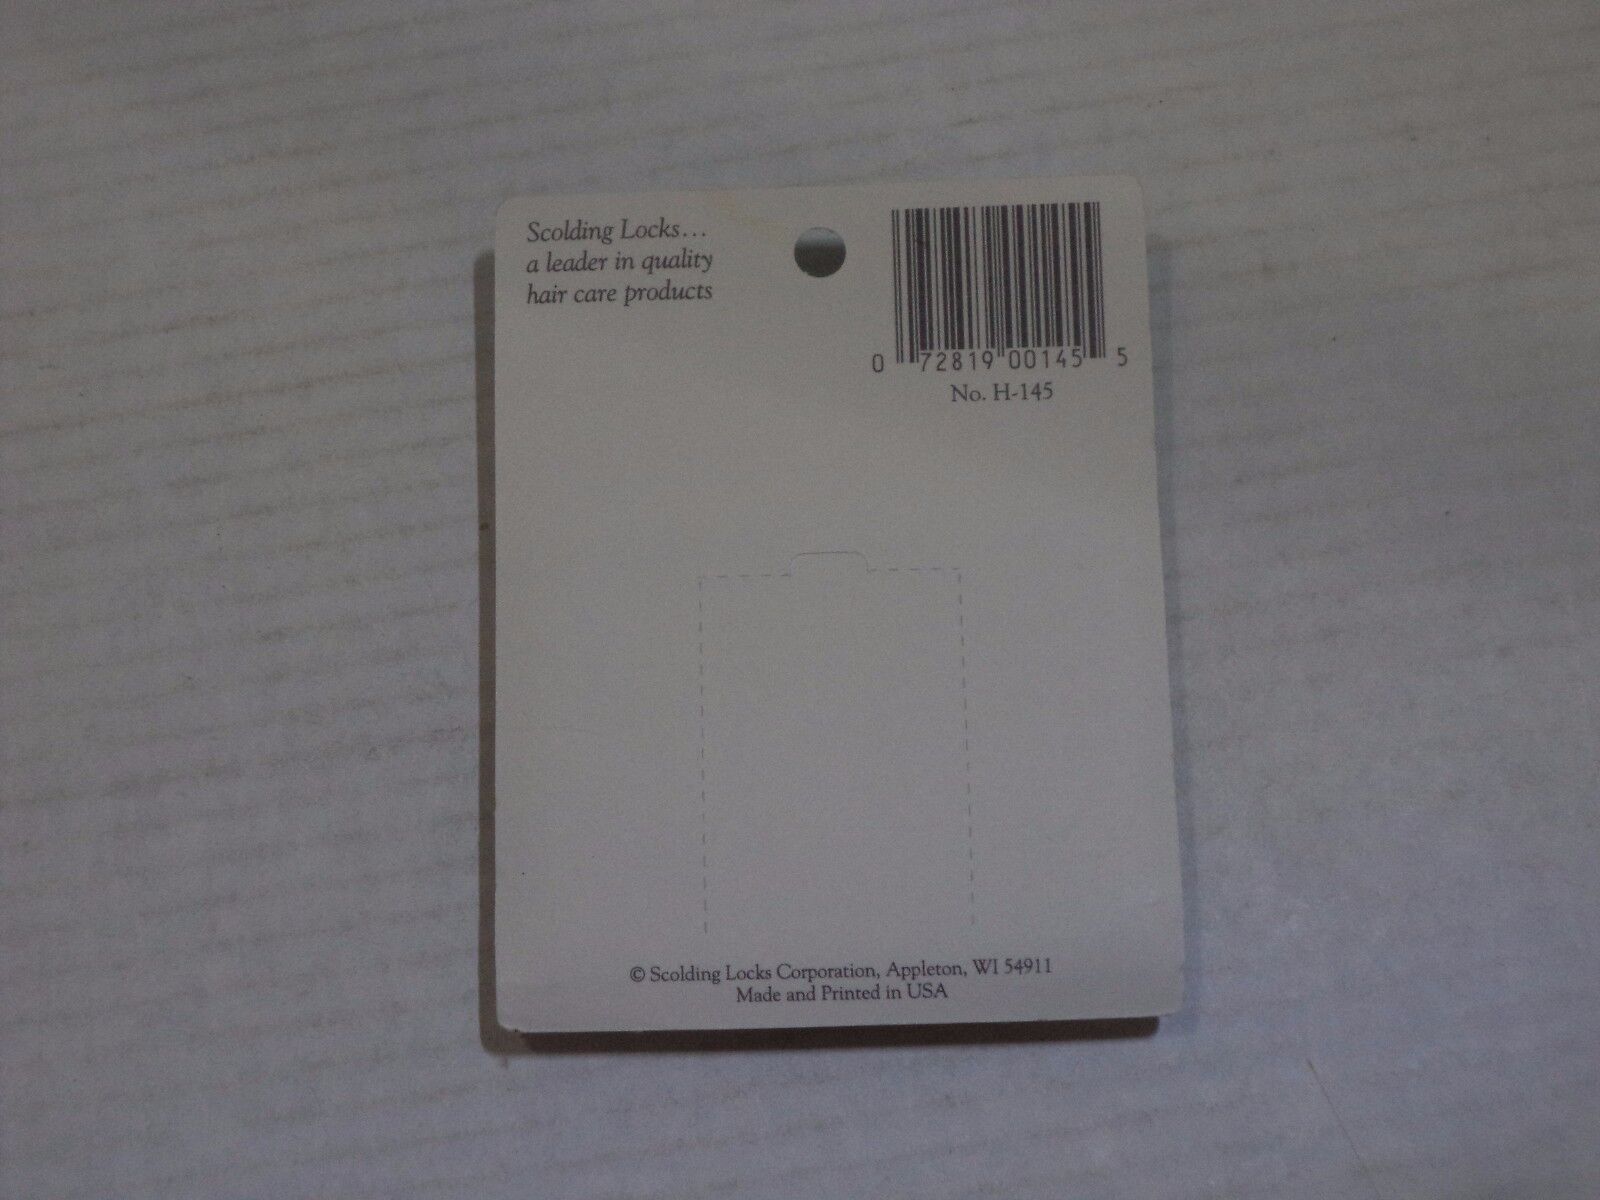 Scolding Locks...
a leader in quality
hair care products
0 72819 00145 5
No. H-145
© Scolding Locks Corporation, Appleton, WI 54911
Made and Printed in USA